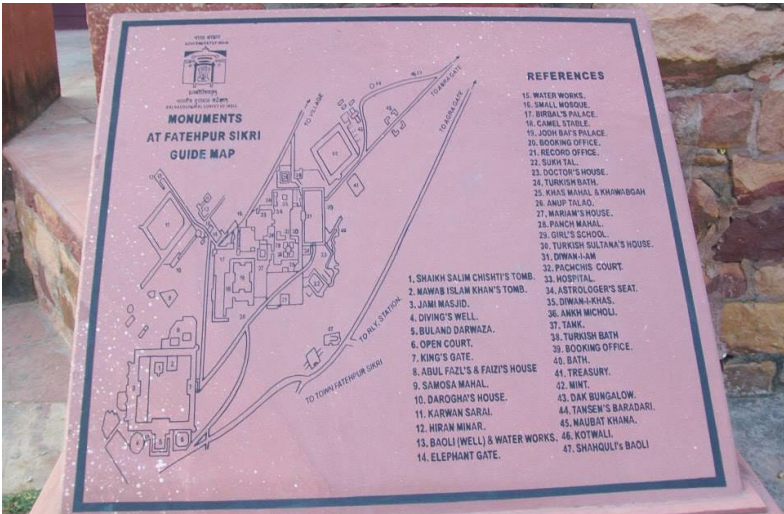 भारत सरकार
GOVERNMENT OF INDIA
MONUMENTS
AT FATEHPUR SIKRI
GUIDE MAP
TO VILLAGE
TO AGRA GATE
TO AGRA GATE
TO RLY. STATION
TO TOWN FATEHPUR SIKRI
1. SHAIKH SALIM CHISHTI'S TOMB.
2. NAWAB ISLAM KHAN'S TOMB.
3. JAMI MASJID.
4. DIVING'S WELL.
5. BULAND DARWAZA.
6. OPEN COURT.
7. KING'S GATE.
8. ABUL FAZL'S & FAIZI'S HOUSE
9. SAMOSA MAHAL.
10. DAROGHA'S HOUSE.
11. KARWAN SARAI.
12. HIRAN MINAR.
13. BAOLI (WELL) & WATER WORKS.
14. ELEPHANT GATE.
REFERENCES
15. WATER WORKS.
16. SMALL MOSQUE.
17. BIRBAL'S PALACE.
18. CAMEL STABLE.
19. JODH BAI'S PALACE.
20. BOOKING OFFICE.
21. RECORD OFFICE.
22. SUKH TAL.
23. DOCTOR'S HOUSE.
24. TURKISH BATH.
25. KHAS MAHAL & KHAWABGAH
26. ANUP TALAO.
27. MARIAM'S HOUSE.
28. PANCH MAHAL.
29. GIRL'S SCHOOL.
30. TURKISH SULTANA'S HOUSE.
31. DIWAN-I-AM
32. PACHCHIS COURT.
33. HOSPITAL.
34. ASTROLOGER'S SEAT.
35. DIWAN-I-KHAS.
36. ANKH MICHOLI.
37. TANK.
38. TURKISH BATH
39. BOOKING OFFICE.
40. BATH.
41. TREASURY.
42. MINT.
43. DAK BUNGALOW.
44. TANSEN'S BARADARI.
45. NAUBAT KHANA.
46. KOTWALI.
47. SHAHQULI's BAOLI